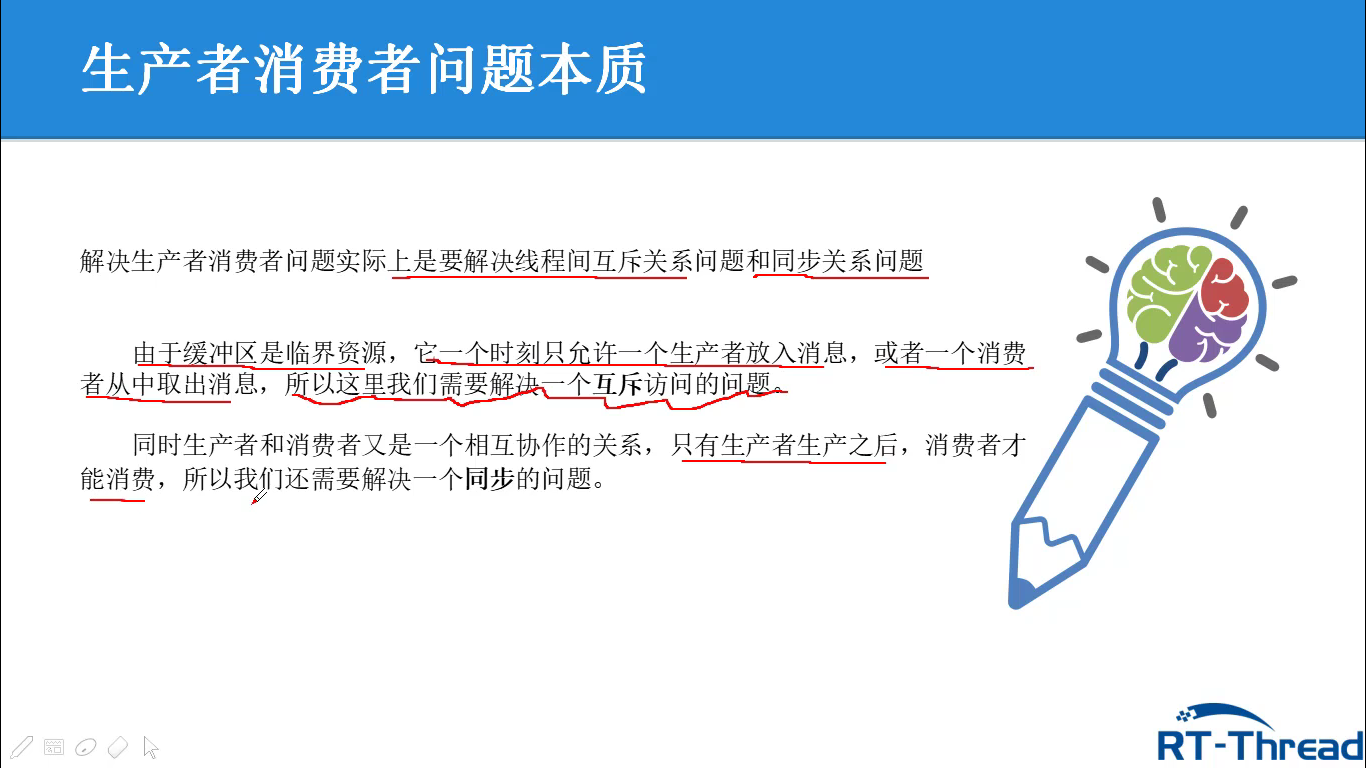 生产者消费者问题本质
解决生产者消费者问题实际上是要解决线程间互斥关系问题和同步关系问题
由于缓冲区是临界资源，它一个时刻只允许一个生产者放入消息，或者一个消费
者从中取出消息，所以这里我们需要解决一个互斥访问的问题。
同时生产者和消费者又是一个相互协作的关系，只有生产者生产之后，消费者才
能消费，所以我们还需要解决一个同步的问题。
RT-Thread